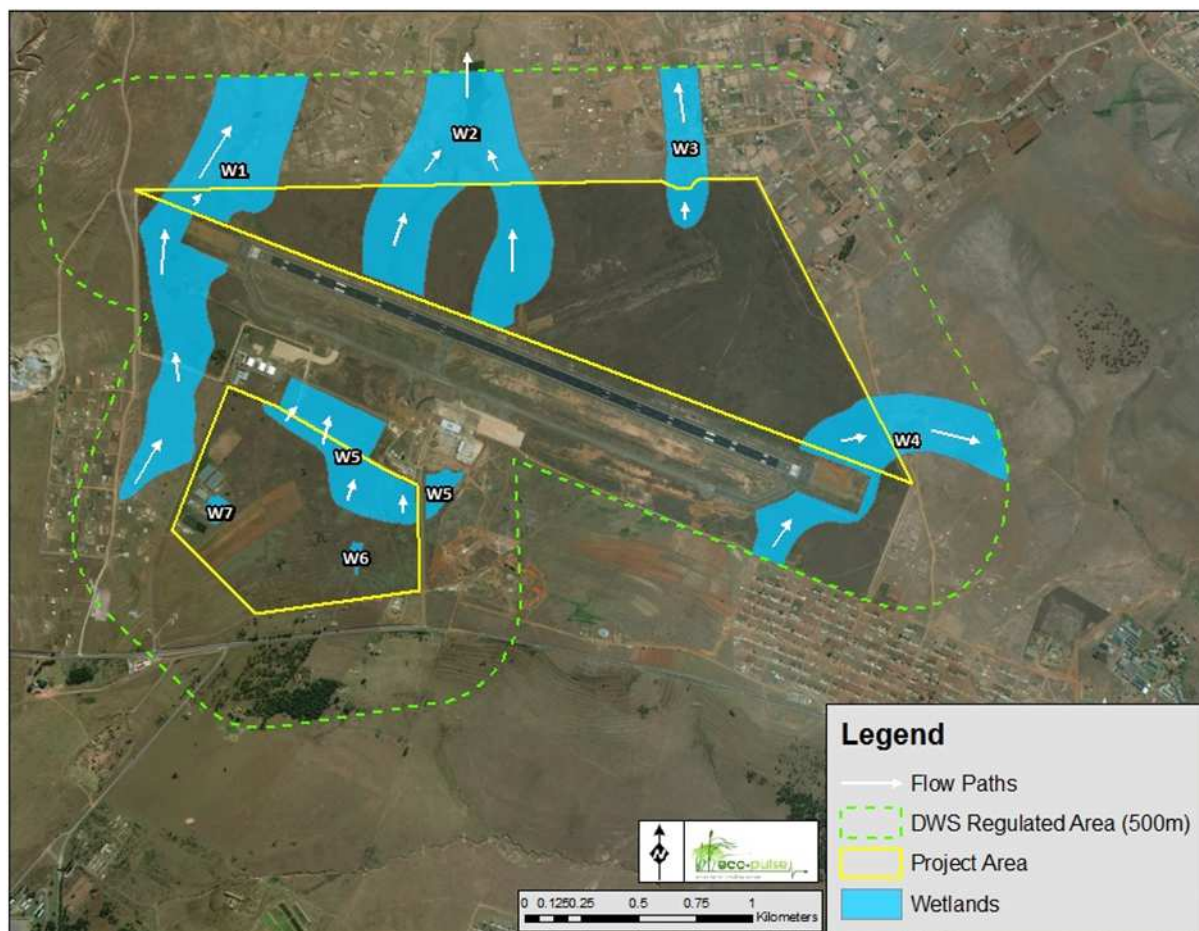 W1
W2
W3
W4
W5
W5
W7
W6
Legend
Flow Paths
DWS Regulated Area (500m)
Project Area
Wetlands
N
eco-pulse
0 0.1250.25 0.5 0.75 1
Kilometers